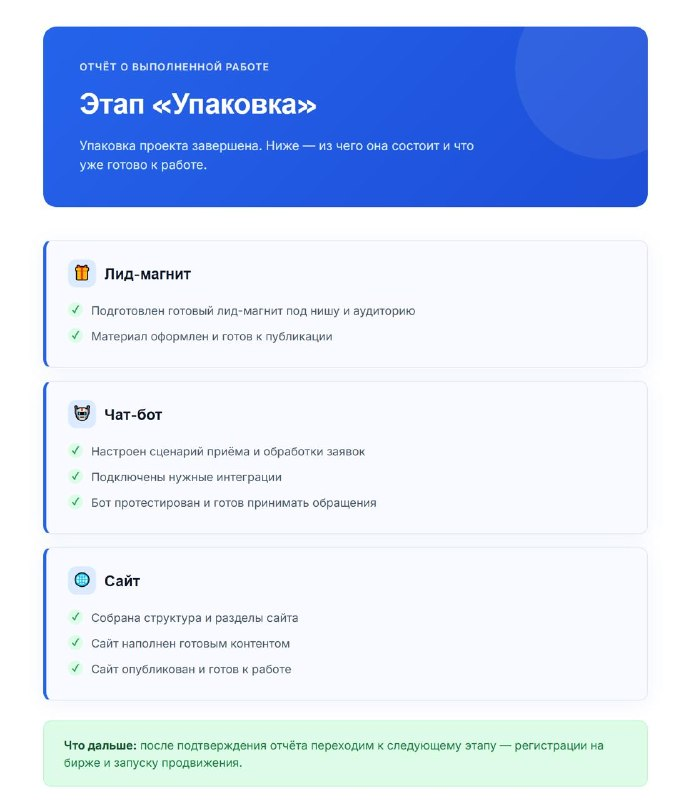 ОТЧЁТ О ВЫПОЛНЕННОЙ РАБОТЕ
Этап «Упаковка»
Упаковка проекта завершена. Ниже — из чего она состоит и что
уже готово к работе.
Лид-магнит
✓ Подготовлен готовый лид-магнит под нишу и аудиторию
✓ Материал оформлен и готов к публикации
Чат-бот
✓ Настроен сценарий приёма и обработки заявок
✓ Подключены нужные интеграции
✓ Бот протестирован и готов принимать обращения
Сайт
✓ Собрана структура и разделы сайта
✓ Сайт наполнен готовым контентом
✓ Сайт опубликован и готов к работе
Что дальше: после подтверждения отчёта переходим к следующему этапу — регистрации на
бирже и запуску продвижения.